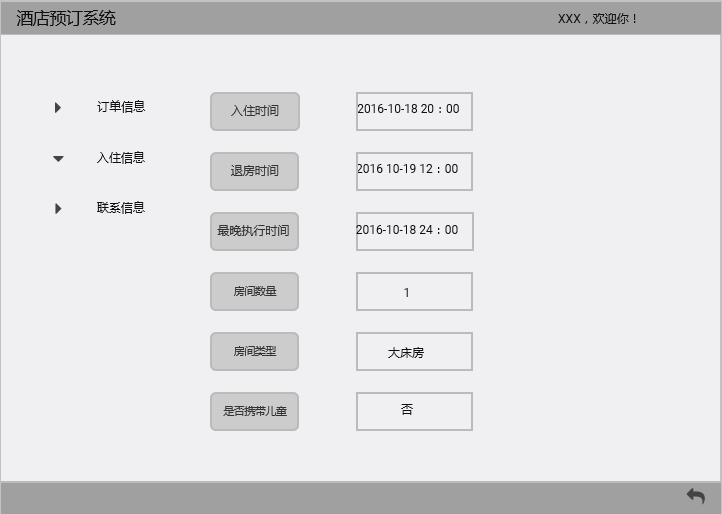 酒店预订系统
XXX，欢迎你！
订单信息
入住信息
联系信息
入住时间
2016-10-18 20：00
退房时间
2016 10-19 12：00
最晚执行时间
2016-10-18 24：00
房间数量
1
房间类型
大床房
是否携带儿童
否